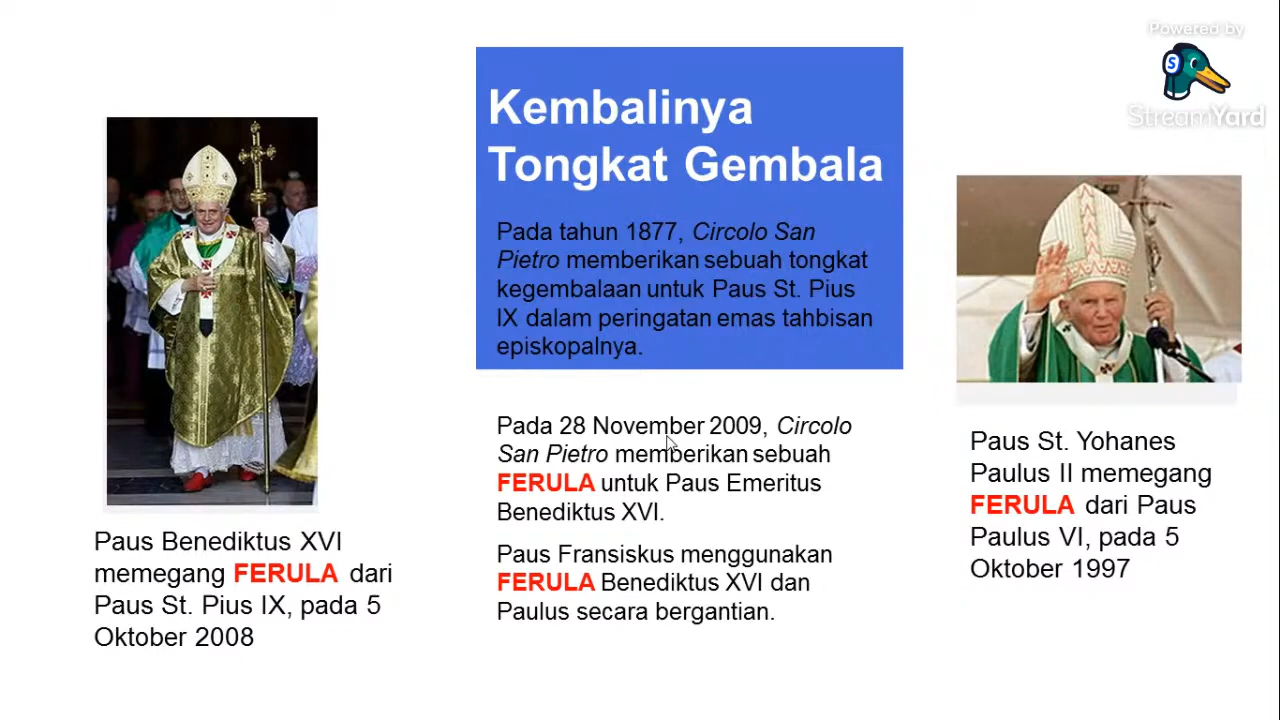 Powered by
StreamYard
Kembalinya
Tongkat Gembala
Pada tahun 1877, Circolo San
Pietro memberikan sebuah tongkat
kegembalaan untuk Paus St. Pius
IX dalam peringatan emas tahbisan
episkopalnya.
Pada 28 November 2009, Circolo
San Pietro memberikan sebuah
FERULA untuk Paus Emeritus
Benediktus XVI.
Paus Fransiskus menggunakan
FERULA Benediktus XVI dan
Paulus secara bergantian.
Paus Benediktus XVI
memegang FERULA dari
Paus St. Pius IX, pada 5
Oktober 2008
Paus St. Yohanes
Paulus II memegang
FERULA dari Paus
Paulus VI, pada 5
Oktober 1997